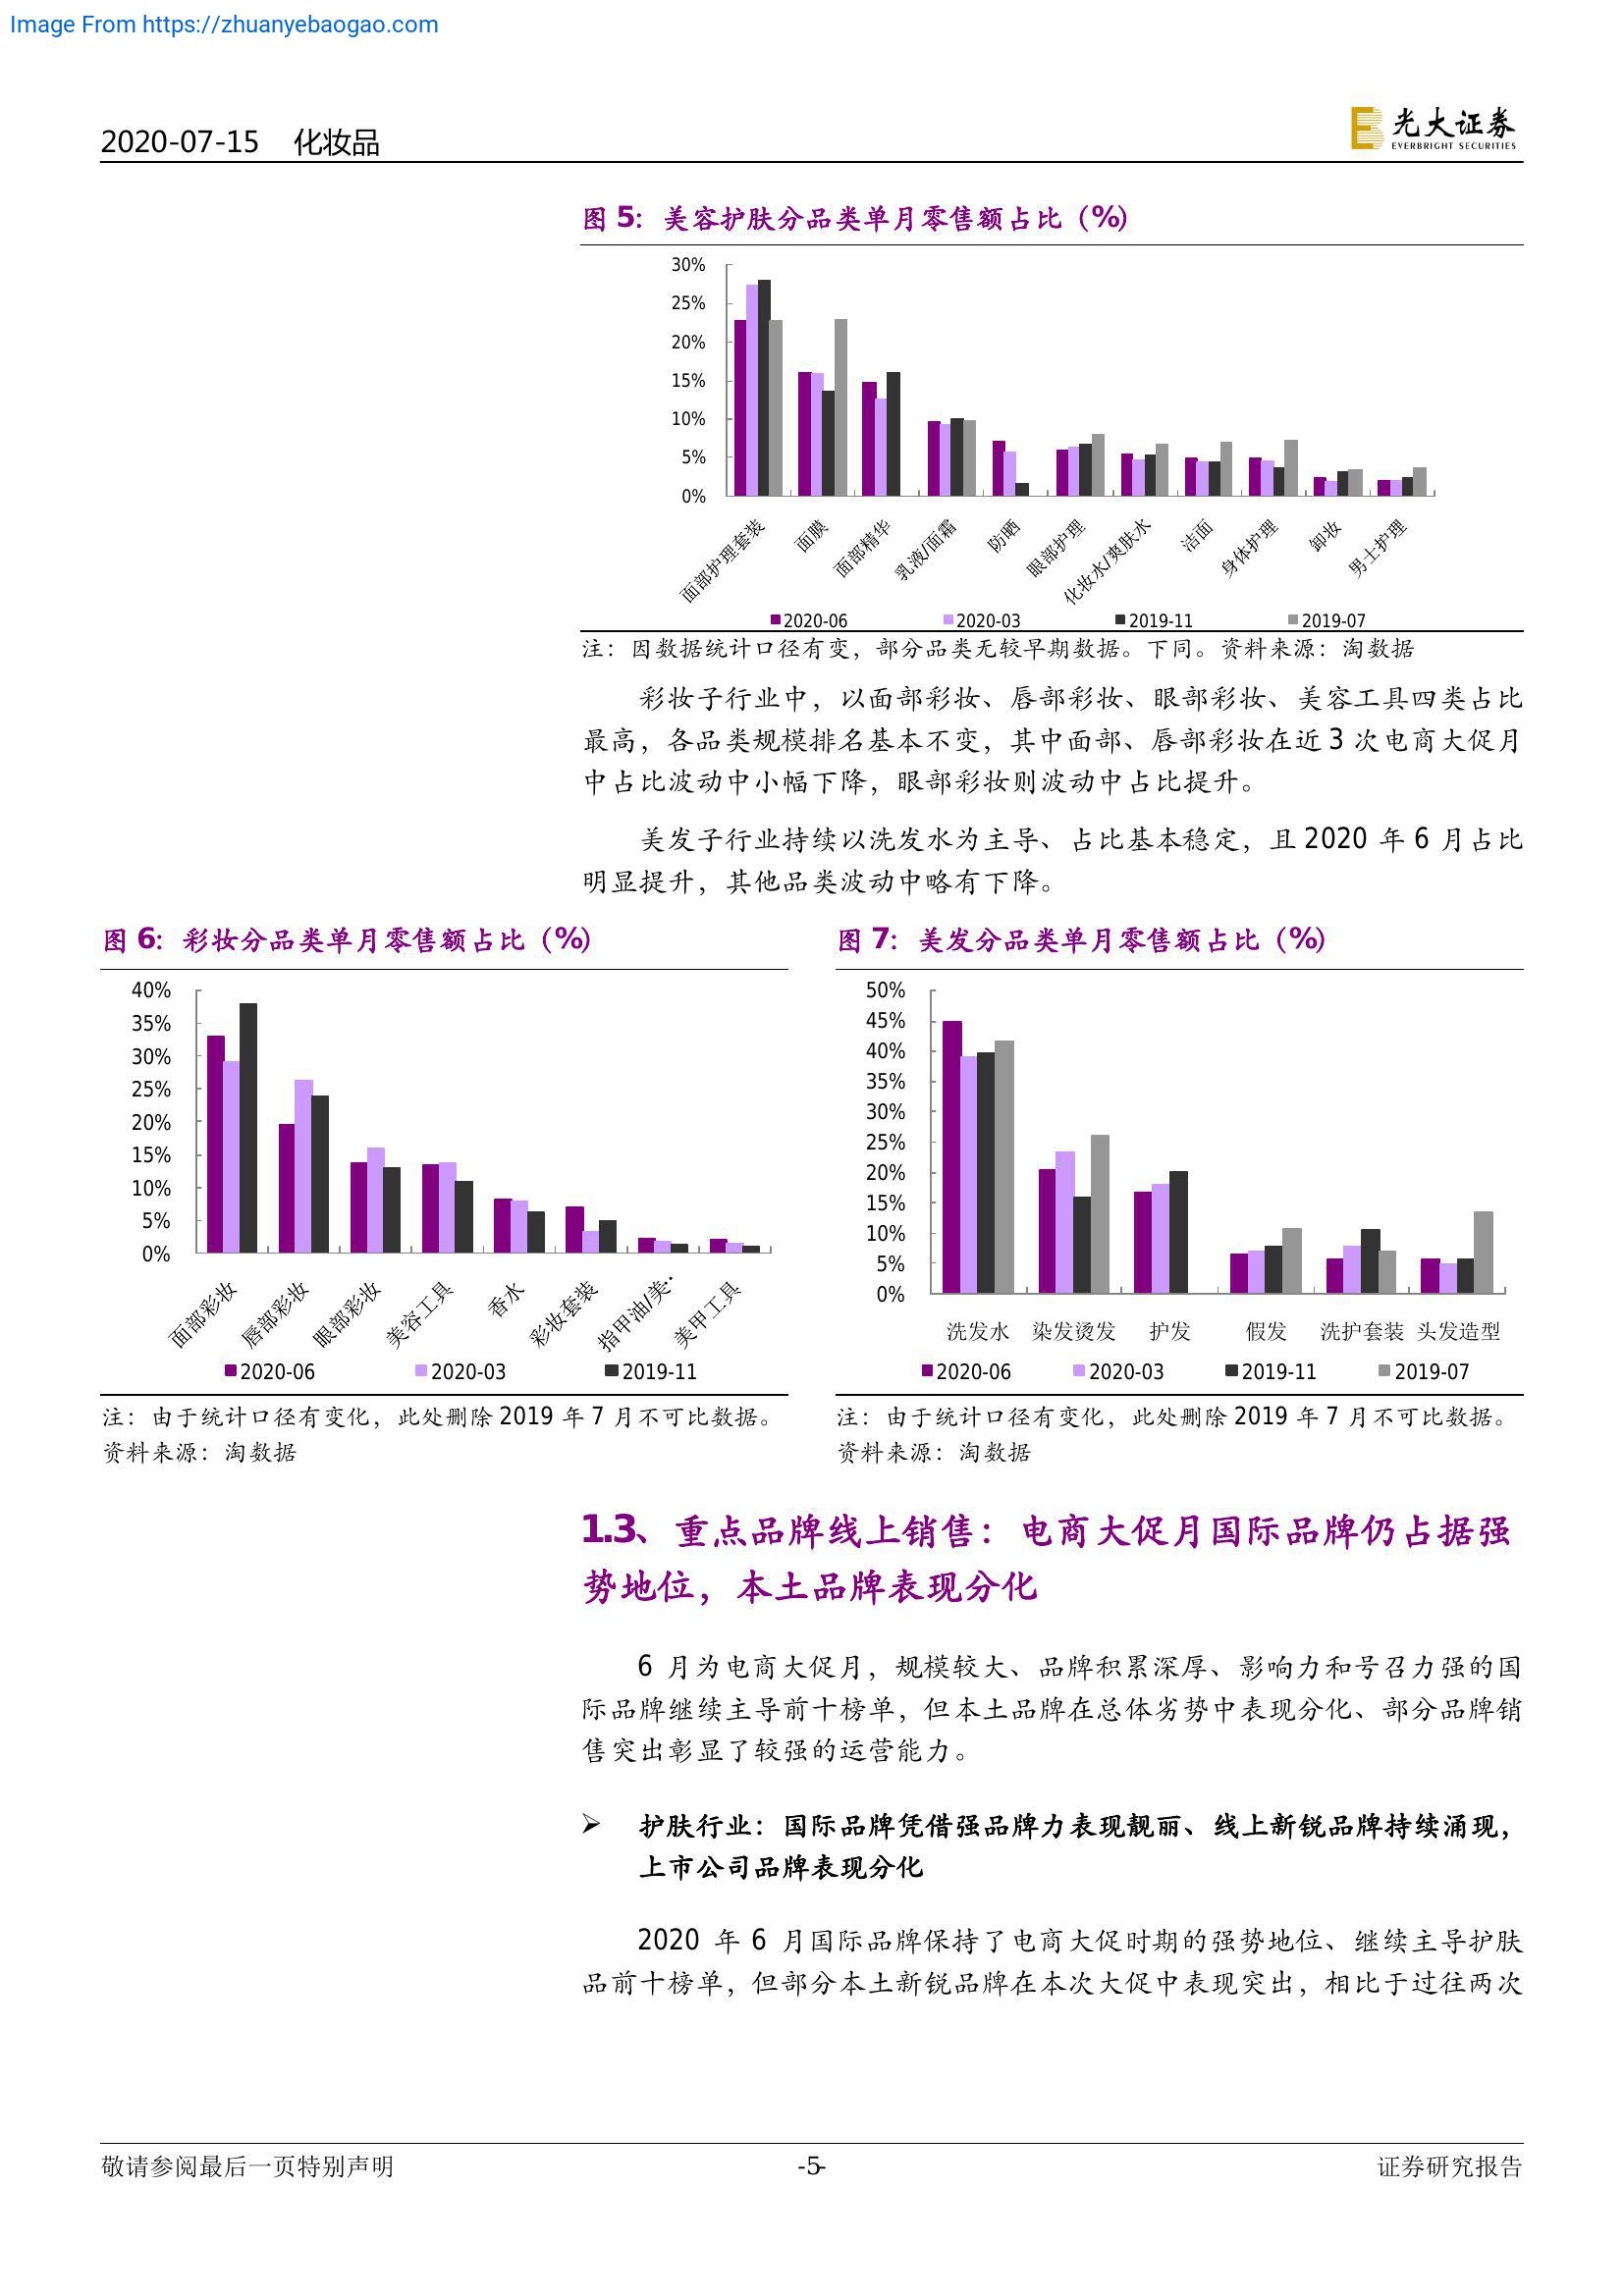 Image From https://zhuanyebaogao.com
2020-07-15 化妆品
光大证券
EVERBRIGHT SECURITIES
图 5：美容护肤分品类单月零售额占比（%）
30%
25%
20%
15%
10%
5%
0%
面部护理套装
面膜
面部精华
乳液/面霜
防晒
眼部护理
化妆水/爽肤水
洁面
身体护理
卸妆
男士护理
2020-06 2020-03 2019-11 2019-07
注：因数据统计口径有变，部分品类无较早期数据。下同。资料来源：淘数据
彩妆子行业中，以面部彩妆、唇部彩妆、眼部彩妆、美容工具四类占比
最高，各品类规模排名基本不变，其中面部、唇部彩妆在近 3 次电商大促月
中占比波动中小幅下降，眼部彩妆则波动中占比提升。
美发子行业持续以洗发水为主导、占比基本稳定，且 2020 年 6 月占比
明显提升，其他品类波动中略有下降。
图 6：彩妆分品类单月零售额占比（%）
40%
35%
30%
25%
20%
15%
10%
5%
0%
面部彩妆
唇部彩妆
眼部彩妆
美容工具
香水
彩妆套装
指甲油/美..
美甲工具
2020-06 2020-03 2019-11
注：由于统计口径有变化，此处删除 2019 年 7 月不可比数据。
资料来源：淘数据
图 7：美发分品类单月零售额占比（%）
50%
45%
40%
35%
30%
25%
20%
15%
10%
5%
0%
洗发水 染发烫发 护发 假发 洗护套装 头发造型
2020-06 2020-03 2019-11 2019-07
注：由于统计口径有变化，此处删除 2019 年 7 月不可比数据。
资料来源：淘数据
1.3、重点品牌线上销售：电商大促月国际品牌仍占据强
势地位，本土品牌表现分化
6 月为电商大促月，规模较大、品牌积累深厚、影响力和号召力强的国
际品牌继续主导前十榜单，但本土品牌在总体劣势中表现分化、部分品牌销
售突出彰显了较强的运营能力。
➢ 护肤行业：国际品牌凭借强品牌力表现靓丽、线上新锐品牌持续涌现，
上市公司品牌表现分化
2020 年 6 月国际品牌保持了电商大促时期的强势地位、继续主导护肤
品前十榜单，但部分本土新锐品牌在本次大促中表现突出，相比于过往两次
敬请参阅最后一页特别声明 -5- 证券研究报告